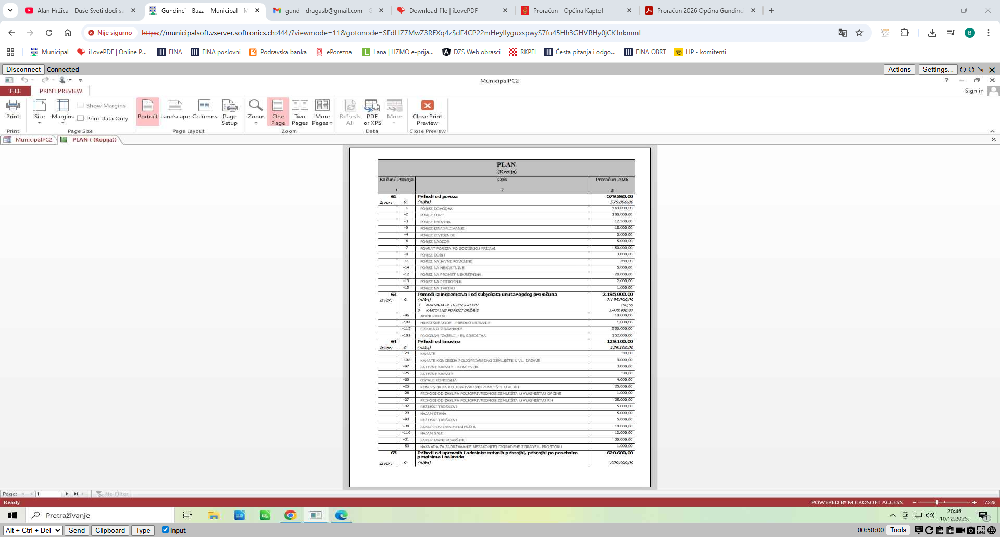 Alan Hržica - Duše Sveti dođi sa
Gundinci - Baza - Municipal - M
gund - dragasb@gmail.com - G
Download file | iLovePDF
Proračun - Općina Kaptol
Proračun 2026 Općina Gundinc
Nije sigurno
https://municipalsoft.vserver.softronics.ch:444/?viewmode=11&gotonode=SFdLIZ7MwZ3REXq4z$dF4CP22mHeyIlyguxspwyS7fu45Hh3GHVRHy0jCKJnkmml
B
Municipal
iLovePDF | Online P...
FINA
FINA poslovni
Podravska banka
ePorezna
Lana | HZMO e-prija...
DZS Web obrasci
RKPFI
Česta pitanja i odgo...
FINA OBRT
HP - komitenti
Disconnect Connected
Actions Settings...
MunicipalPC2
FILE PRINT PREVIEW
Sign in
Print Size Margins Show Margins Print Data Only
Portrait Landscape Columns Page Setup
Zoom One Page Two Pages More Pages
Refresh All PDF or XPS More Close Print Preview
Print Page Size Page Layout Zoom Data Close Preview
MunicipalPC2 PLAN ( (Kopija))
PLAN
(Kopija)
Račun/ Pozicija Opis Proračun 2026
1 2 3
61 Prihodi od poreza 579.860,00
Izvor: 0 (ništa) 579.860,00
-1 POREZ DOHODAK 463.000,00
-2 POREZ OBRT 100.000,00
-3 POREZ IMOVINA 12.500,00
-9 POREZ IZNAJMLJIVANJE 15.000,00
-4 POREZ DIVIDENDE 3.000,00
-6 POREZ NADZOR 5.000,00
-7 POVRAT POREZA PO GODIŠNJOJ PRIJAVI -50.000,00
-8 POREZ DOBIT 3.000,00
-11 POREZ NA JAVNE POVRŠINE 360,00
-14 POREZ NA NEKRETNINE 5.000,00
-12 POREZ NA PROMET NEKRETNINA 20.000,00
-13 POREZ NA POTROŠNJU 2.000,00
-15 POREZ NA TVRTKU 1.000,00
63 Pomoći iz inozemstva i od subjekata unutar općeg proračuna 2.195.000,00
Izvor: 0 (ništa) 2.195.000,00
3 NAKNADA ZA DEZINSEKCIJU 100,00
0 KAPITALNE POMOĆI DRŽAVE 1.479.900,00
-96 JAVNI RADOVI 10.000,00
-104 HRVATSKE VODE - PREFAKTURIRANJE 1.000,00
-115 FISKALNO IZRAVNANJE 550.000,00
-101 PROGRAM "ZAŽELI" - EU SREDSTVA 152.000,00
64 Prihodi od imovine 129.100,00
Izvor: 0 (ništa) 129.100,00
-24 KAMATE 50,00
-108 KAMATE KONCESIJA POLJOPRIVREDNO ZEMLJIŠTE U VL. DRŽAVE 3.000,00
-97 ZATEZNE KAMATE - KONCESIJA 3.000,00
-25 ZATEZNE KAMATE 50,00
-60 OSTALE KONCESIJA 4.000,00
-26 KONCESIJA ZA POLJOPRIVREDNO ZEMLJIŠTE U VL RH 25.000,00
-28 PRIHODI OD ZAKUPA POLJOPRIVREDNOG ZEMLJIŠTA U VLASNIŠTVU OPĆINE 1.000,00
-27 PRIHODI OD ZAKUPA POLJOPRIVREDNOG ZEMLJIŠTA U VLASNIŠTVU RH 25.000,00
-92 REŽIJSKI TROŠKOVI 5.000,00
-29 NAJAM STANA 5.000,00
-93 REŽIJSKI TROŠKOVI 5.000,00
-30 ZAKUP POSLOVNIH OBJEKATA 10.000,00
-110 NAJAM SALE 12.000,00
-31 ZAKUP JAVNE POVRŠINE 30.000,00
-53 NAKNADA ZA ZADRŽAVANJE NEZAKONITO IZGRAĐENE ZGRADE U PROSTORU 1.000,00
65 Prihodi od upravnih i administrativnih pristojbi, pristojbi po posebnim 620.600,00
propisima i naknada
Izvor: 0 (ništa) 620.600,00
Page: 1 No Filter
Ready
POWERED BY MICROSOFT ACCESS 72%
Pretraživanje
20:46
10.12.2025.
1
Alt + Ctrl + Del Send Clipboard Type Input
00:50:00 Tools